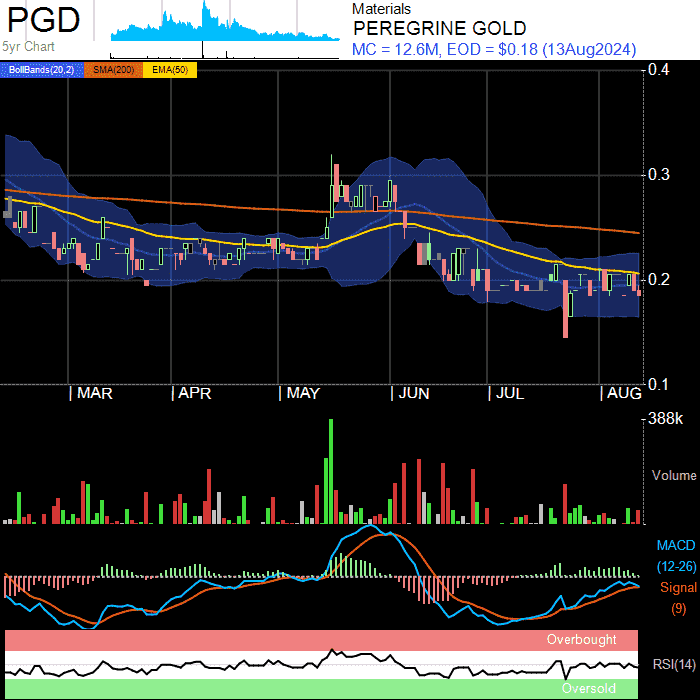 PGD
5yr Chart
Materials
PEREGRINE GOLD
MC = 12.6M, EOD = $0.18 (13Aug2024)
BollBands(20,2) SMA(200) EMA(50)
0.4
0.3
0.2
0.1
MAR APR MAY JUN JUL AUG
388k
Volume
MACD
(12-26)
Signal
(9)
Overbought
RSI(14)
Oversold